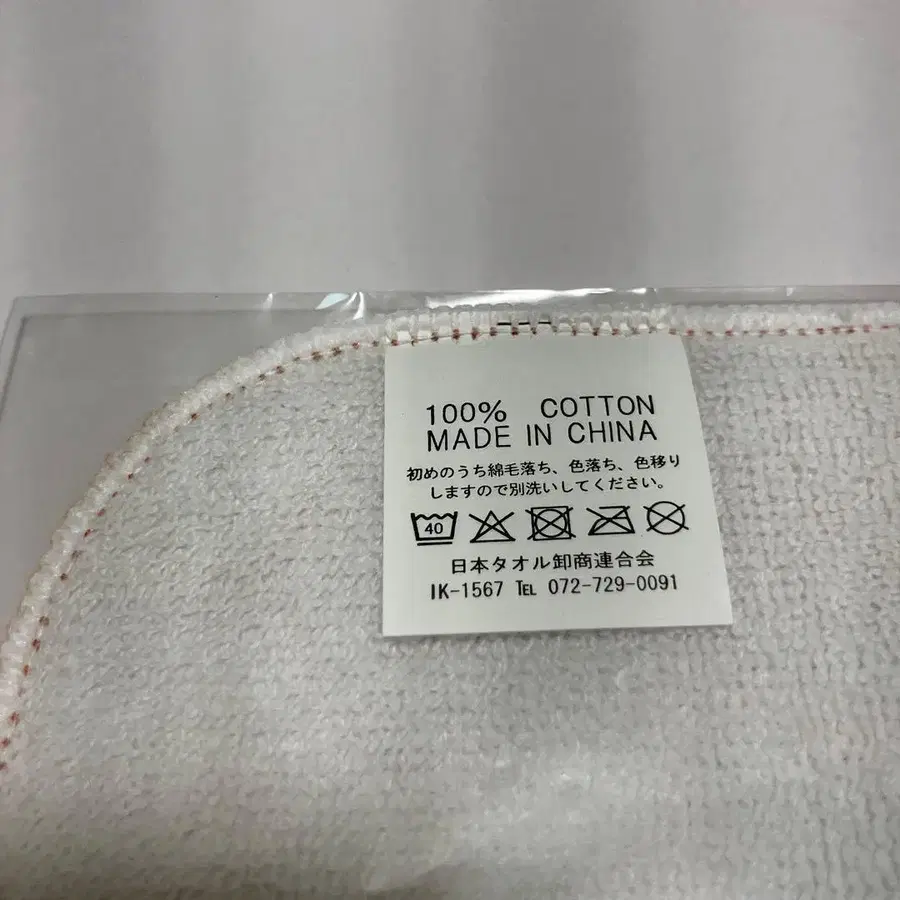 100% COTTON
MADE IN CHINA
初めのうち綿毛落ち、色落ち、色移り
しますので別洗いしてください。
40
日本タオル卸商連合会
IK-1567 ℡ 072-729-0091